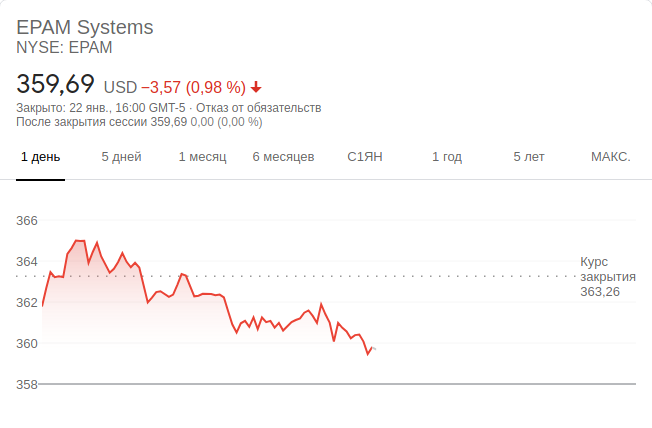 EPAM Systems
NYSE: EPAM
359,69 USD −3,57 (0,98 %)
Закрыто: 22 янв., 16:00 GMT-5 · Отказ от обязательств
После закрытия сессии 359,69 0,00 (0,00 %)
1 день 5 дней 1 месяц 6 месяцев С1ЯН 1 год 5 лет МАКС.
366
364
Курс
закрытия
363,26
362
360
358